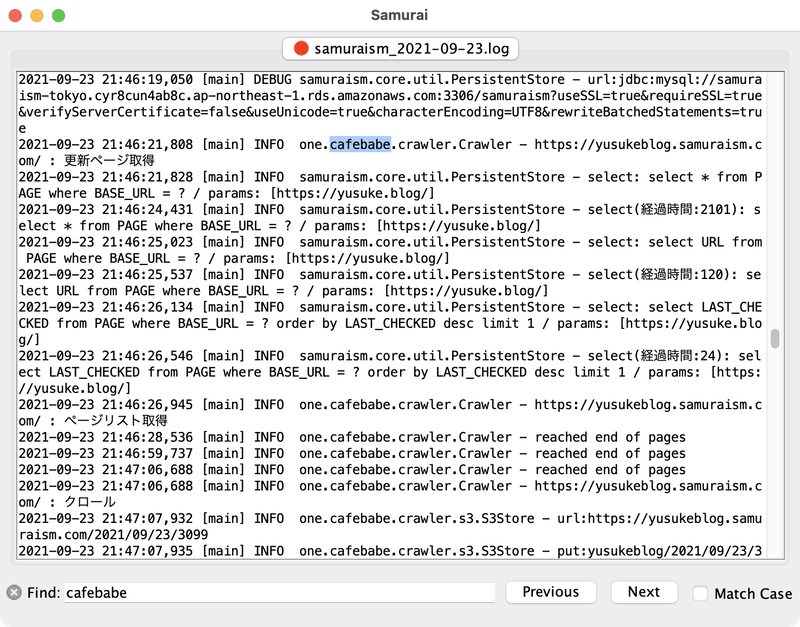 Samurai
samuraism_2021-09-23.log
2021-09-23 21:46:19,050 [main] DEBUG samuraism.core.util.PersistentStore - url:jdbc:mysql://samura
ism-tokyo.cyr8cun4ab8c.ap-northeast-1.rds.amazonaws.com:3306/samuraism?useSSL=true&requireSSL=true
&verifyServerCertificate=false&useUnicode=true&characterEncoding=UTF8&rewriteBatchedStatements=tru
e
2021-09-23 21:46:21,808 [main] INFO  one.cafebabe.crawler.Crawler - https://yusukeblog.samuraism.c
om/ : 更新ページ取得
2021-09-23 21:46:21,828 [main] INFO  samuraism.core.util.PersistentStore - select: select * from P
AGE where BASE_URL = ? / params: [https://yusuke.blog/]
2021-09-23 21:46:24,431 [main] INFO  samuraism.core.util.PersistentStore - select(経過時間:2101): s
elect * from PAGE where BASE_URL = ? / params: [https://yusuke.blog/]
2021-09-23 21:46:25,023 [main] INFO  samuraism.core.util.PersistentStore - select: select URL from
 PAGE where BASE_URL = ? / params: [https://yusuke.blog/]
2021-09-23 21:46:25,537 [main] INFO  samuraism.core.util.PersistentStore - select(経過時間:120): se
lect URL from PAGE where BASE_URL = ? / params: [https://yusuke.blog/]
2021-09-23 21:46:26,134 [main] INFO  samuraism.core.util.PersistentStore - select: select LAST_CHE
CKED from PAGE where BASE_URL = ? order by LAST_CHECKED desc limit 1 / params: [https://yusuke.blo
g/]
2021-09-23 21:46:26,546 [main] INFO  samuraism.core.util.PersistentStore - select(経過時間:24): sel
ect LAST_CHECKED from PAGE where BASE_URL = ? order by LAST_CHECKED desc limit 1 / params: [https:
//yusuke.blog/]
2021-09-23 21:46:26,945 [main] INFO  one.cafebabe.crawler.Crawler - https://yusukeblog.samuraism.c
om/ : ページリスト取得
2021-09-23 21:46:28,536 [main] INFO  one.cafebabe.crawler.Crawler - reached end of pages
2021-09-23 21:46:59,737 [main] INFO  one.cafebabe.crawler.Crawler - reached end of pages
2021-09-23 21:47:06,688 [main] INFO  one.cafebabe.crawler.Crawler - reached end of pages
2021-09-23 21:47:06,688 [main] INFO  one.cafebabe.crawler.Crawler - https://yusukeblog.samuraism.c
om/ : クロール
2021-09-23 21:47:07,932 [main] INFO  one.cafebabe.crawler.s3.S3Store - url:https://yusukeblog.samu
raism.com/2021/09/23/3099
2021-09-23 21:47:07,935 [main] INFO  one.cafebabe.crawler.s3.S3Store - put:yusukeblog/2021/09/23/3
Find: cafebabe
Previous
Next
Match Case